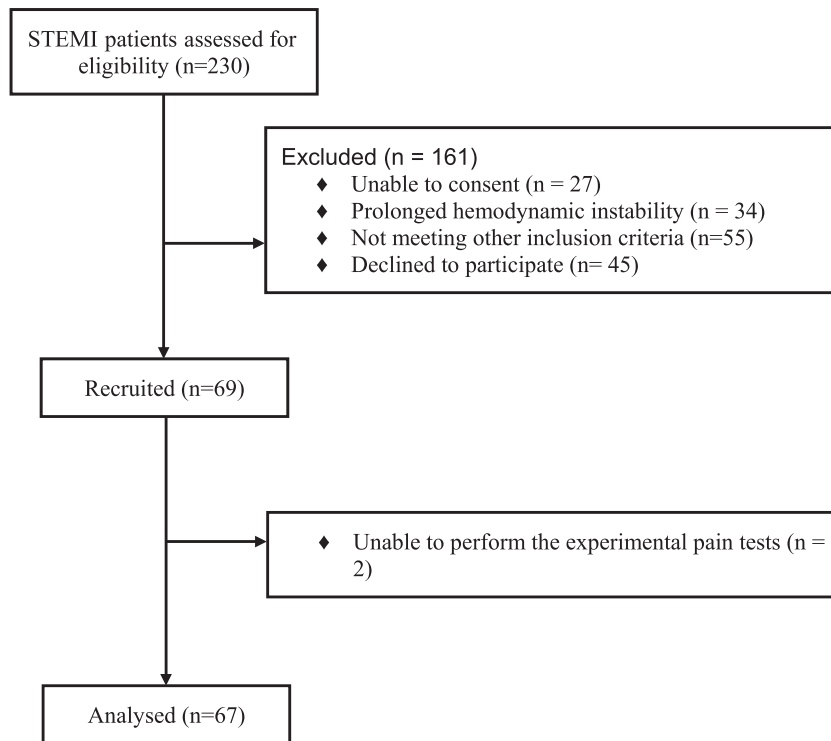 STEMI patients assessed for
eligibility (n=230)
Excluded (n = 161)
♦ Unable to consent (n = 27)
♦ Prolonged hemodynamic instability (n = 34)
♦ Not meeting other inclusion criteria (n=55)
♦ Declined to participate (n= 45)
Recruited (n=69)
♦ Unable to perform the experimental pain tests (n =
2)
Analysed (n=67)